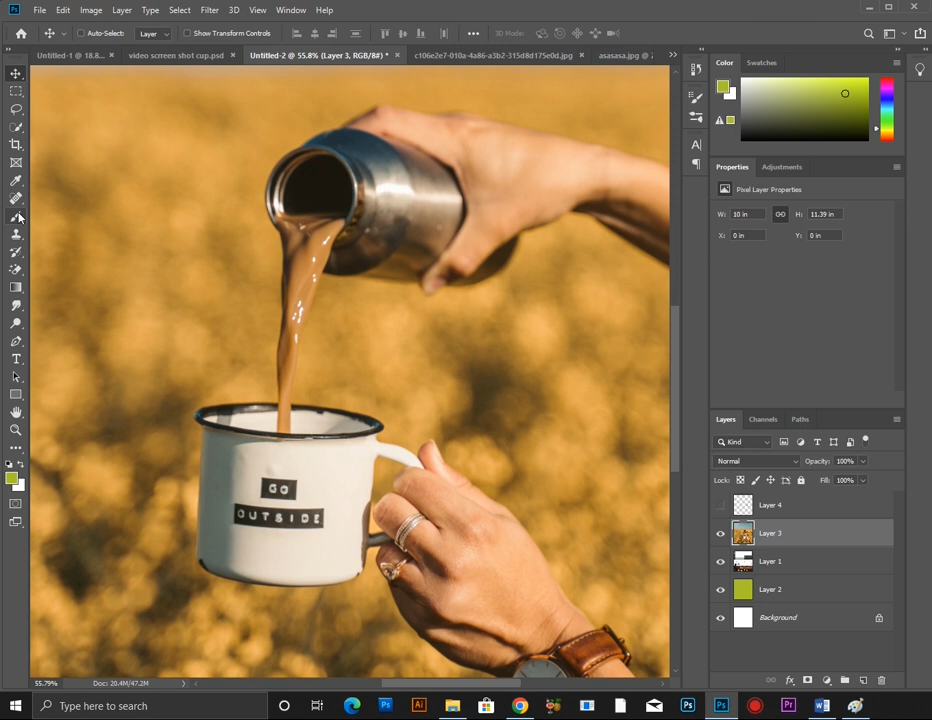 Ps File Edit Image Layer Type Select Filter 3D View Window Help
Auto-Select: Layer Show Transform Controls 3D Mode:
Untitled-1 @ 18.8... × video screen shot cup.psd × Untitled-2 @ 55.8% (Layer 3, RGB/8#) * × c106e2e7-010a-4a86-a3b2-315d8d175e0d.jpg × asasasa.jpg @
Color Swatches
Properties Adjustments
Pixel Layer Properties
W: 10 in H: 11.39 in
X: 0 in Y: 0 in
GO
OUTSIDE
Layers Channels Paths
Kind
Normal Opacity: 100%
Lock: Fill: 100%
Layer 4
Layer 3
Layer 1
Layer 2
Background
55.79% Doc: 20.4M/47.2M
Type here to search